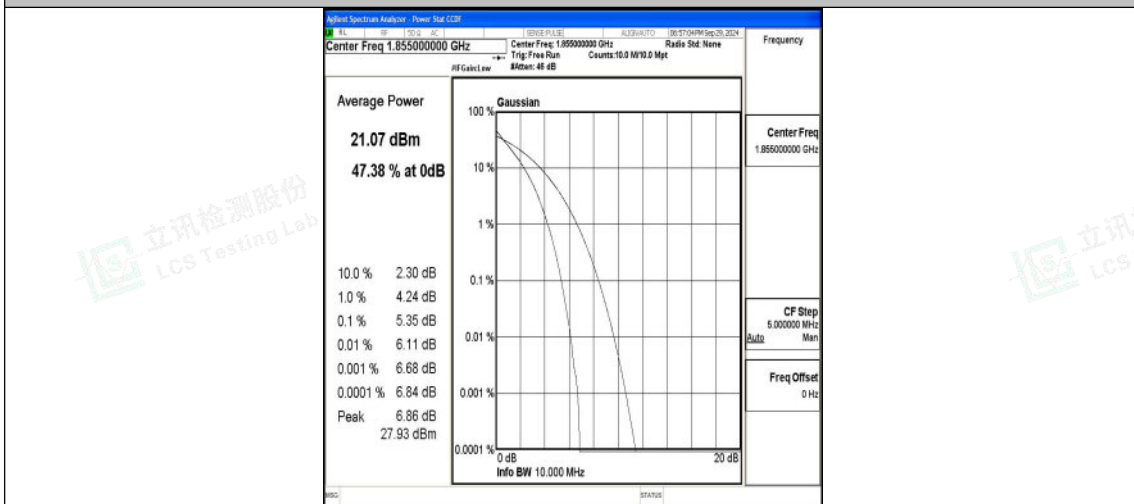 Agilent Spectrum Analyzer - Power Stat CCDF
RL RF 50 Ω AC SENSE:PULSE ALIGNAUTO 06:57:04 PM Sep 29, 2024
Center Freq 1.855000000 GHz
Center Freq: 1.855000000 GHz
Radio Std: None
Trig: Free Run
Counts:10.0 M/10.0 Mpt
#IFGain:Low
#Atten: 46 dB
Frequency
Average Power
21.07 dBm
47.38 % at 0dB
10.0 % 2.30 dB
1.0 % 4.24 dB
0.1 % 5.35 dB
0.01 % 6.11 dB
0.001 % 6.68 dB
0.0001 % 6.84 dB
Peak 6.86 dB
27.93 dBm
Gaussian
100 %
10 %
1 %
0.1 %
0.01 %
0.001 %
0.0001 %
0 dB
20 dB
Info BW 10.000 MHz
Center Freq
1.855000000 GHz
CF Step
5.000000 MHz
Auto Man
Freq Offset
0 Hz
MSG
STATUS
立讯检测股份
LCS Testing Lab
立讯
LCS